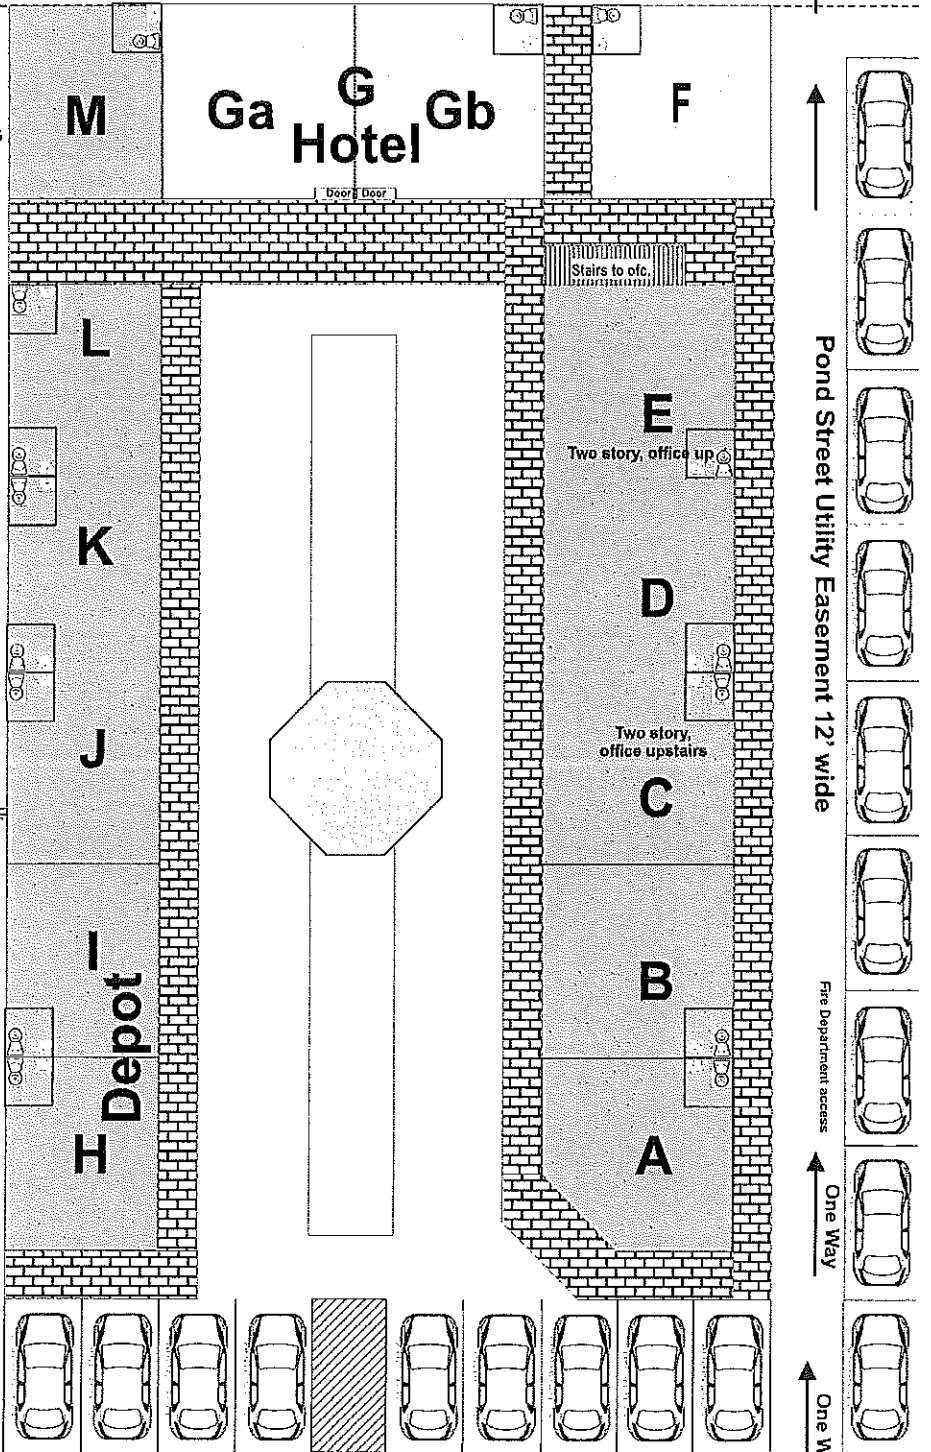 M
Ga
G
Gb
Hotel
F
Door
Door
Stairs to ofc.
L
E
Two story, office up
K
D
Two story,
office upstairs
J
C
I
B
Depot
H
A
Pond Street Utility Easement 12' wide
Fire Department access
One Way
One W